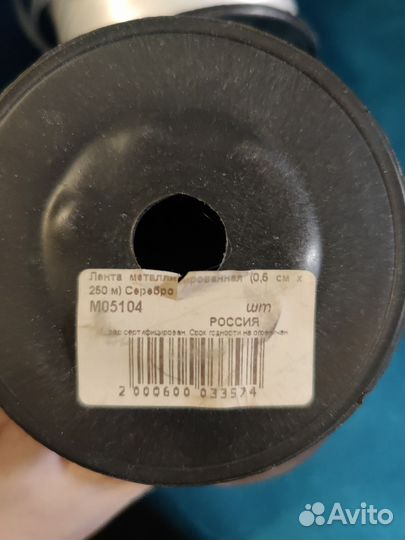 Лента металлизированная (0,6 см x
250 м) Серебро
М05104 шт
РОССИЯ
Товар сертифицирован. Срок годности не ограничен
2 000600 033574
Avito